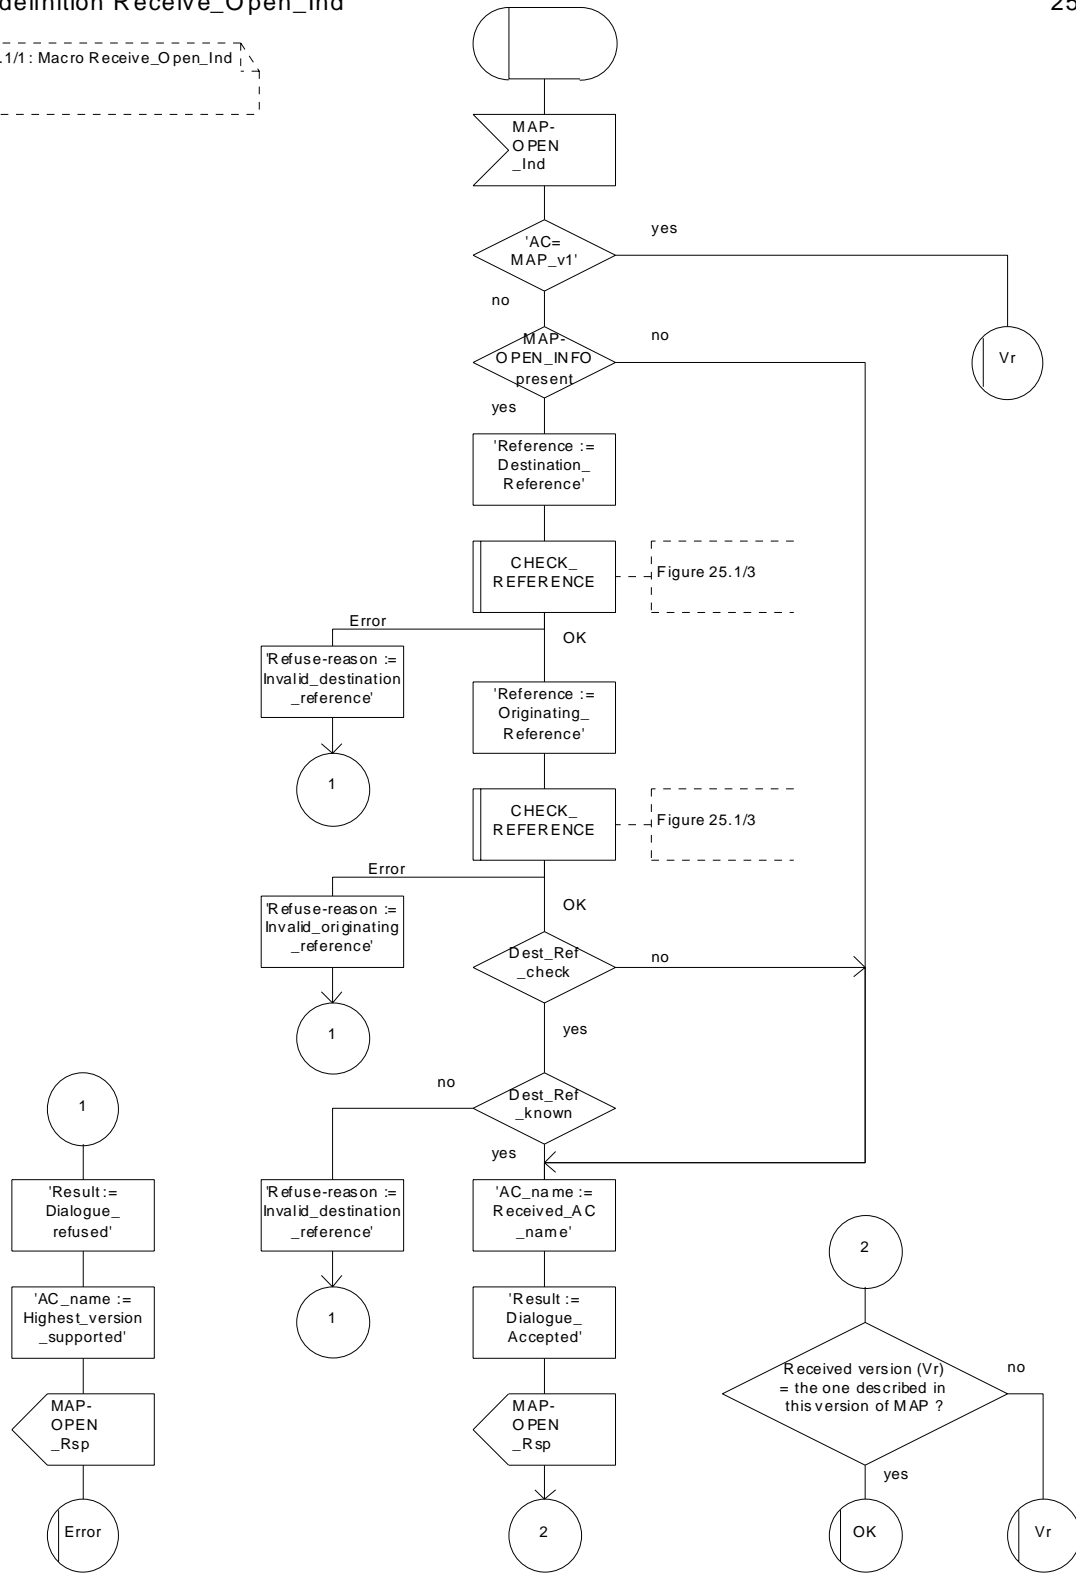 definition Receive_Open_Ind
25
.1/1: Macro Receive_Open_Ind
MAP-
OPEN
_Ind
'AC=
MAP_v1'
yes
no
MAP-
OPEN_INFO
present
no
yes
Vr
'Reference :=
Destination_
Reference'
CHECK_
REFERENCE
Figure 25.1/3
Error
OK
'Refuse-reason :=
Invalid_destination
_reference'
1
'Reference :=
Originating_
Reference'
CHECK_
REFERENCE
Figure 25.1/3
Error
OK
'Refuse-reason :=
Invalid_originating
_reference'
1
Dest_Ref
_check
no
yes
Dest_Ref
_known
no
yes
'Refuse-reason :=
Invalid_destination
_reference'
1
'AC_name :=
Received_AC
_name'
'Result :=
Dialogue_
Accepted'
MAP-
OPEN
_Rsp
2
1
'Result :=
Dialogue_
refused'
'AC_name :=
Highest_version
_supported'
MAP-
OPEN
_Rsp
Error
2
Received version (Vr)
= the one described in
this version of MAP ?
no
yes
OK
Vr